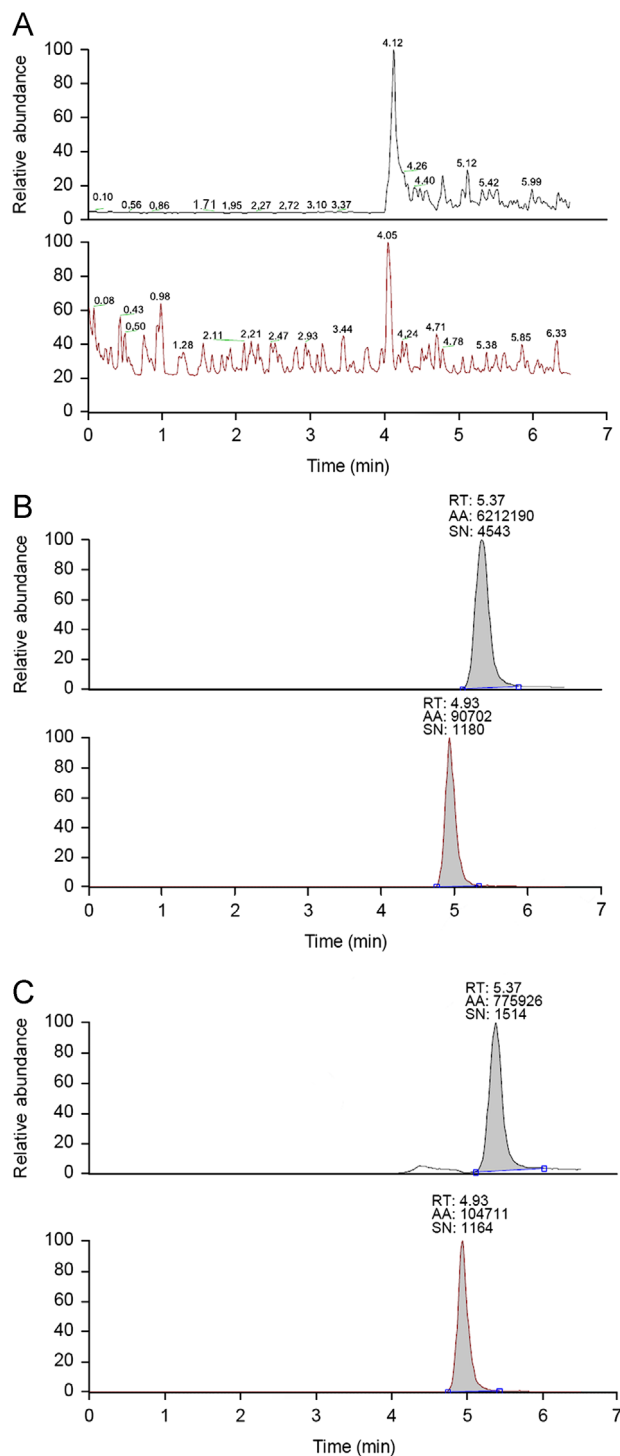 A
100
80
60
40
20
0
Relative abundance
4.12
4.26
4.40
5.12
5.42
5.99
0.10
0.56
0.86
1.71
1.95
2.27
2.72
3.10
3.37
100
80
60
40
20
0
4.05
0.08
0.43
0.50
0.98
1.28
2.11
2.21
2.47
2.93
3.44
4.24
4.71
4.78
5.38
5.85
6.33
0 1 2 3 4 5 6 7
Time (min)
B
RT: 5.37
AA: 6212190
SN: 4543
100
80
60
40
20
0
Relative abundance
RT: 4.93
AA: 90702
SN: 1180
100
80
60
40
20
0
0 1 2 3 4 5 6 7
Time (min)
C
RT: 5.37
AA: 775926
SN: 1514
100
80
60
40
20
0
Relative abundance
RT: 4.93
AA: 104711
SN: 1164
100
80
60
40
20
0
0 1 2 3 4 5 6 7
Time (min)